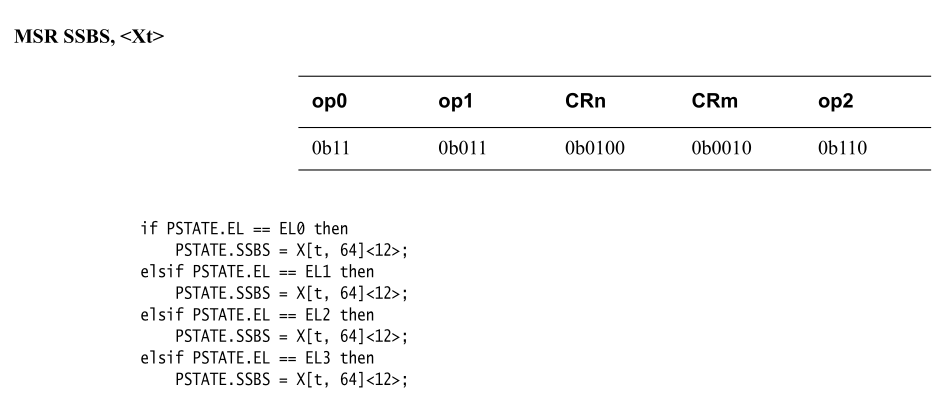 MSR SSBS, <Xt>
op0 op1 CRn CRm op2
0b11 0b011 0b0100 0b0010 0b110
if PSTATE.EL == EL0 then
    PSTATE.SSBS = X[t, 64]<12>;
elsif PSTATE.EL == EL1 then
    PSTATE.SSBS = X[t, 64]<12>;
elsif PSTATE.EL == EL2 then
    PSTATE.SSBS = X[t, 64]<12>;
elsif PSTATE.EL == EL3 then
    PSTATE.SSBS = X[t, 64]<12>;